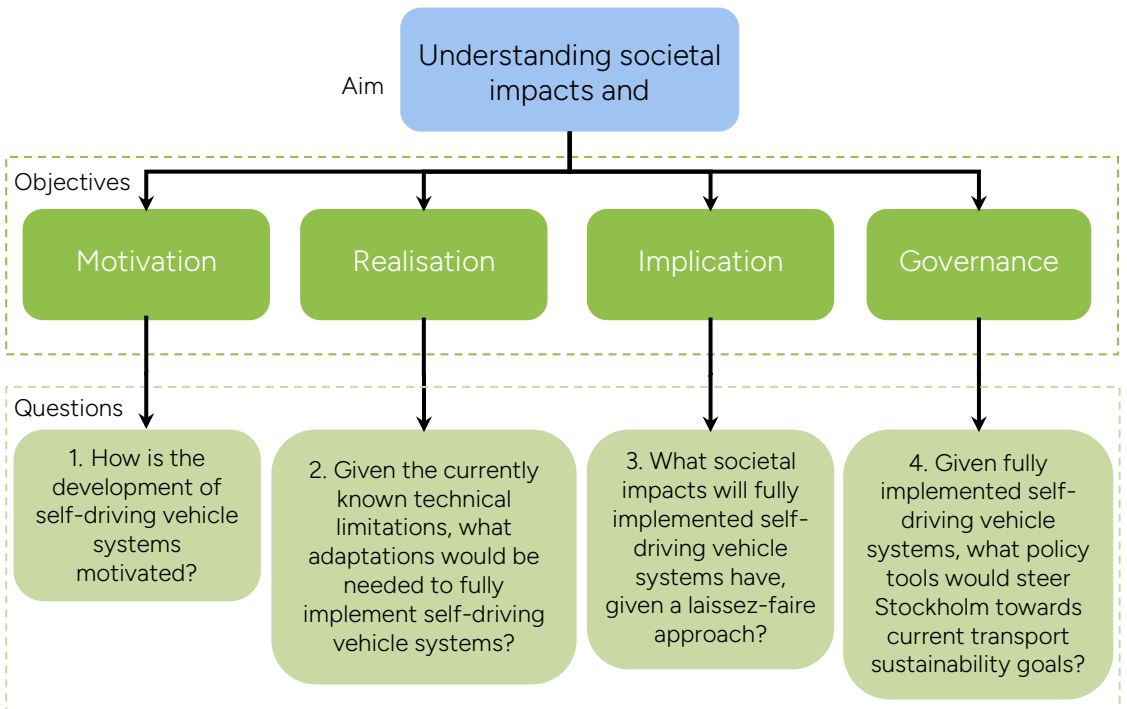 Understanding societal
impacts and
Aim
Objectives
Motivation
Realisation
Implication
Governance
Questions
1. How is the
development of
self-driving vehicle
systems
motivated?
2. Given the currently
known technical
limitations, what
adaptations would be
needed to fully
implement self-driving
vehicle systems?
3. What societal
impacts will fully
implemented self-
driving vehicle
systems have,
given a laissez-faire
approach?
4. Given fully
implemented self-
driving vehicle
systems, what policy
tools would steer
Stockholm towards
current transport
sustainability goals?